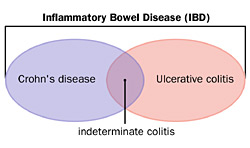 Inflammatory Bowel Disease (IBD)
Crohn's disease
Ulcerative colitis
indeterminate colitis